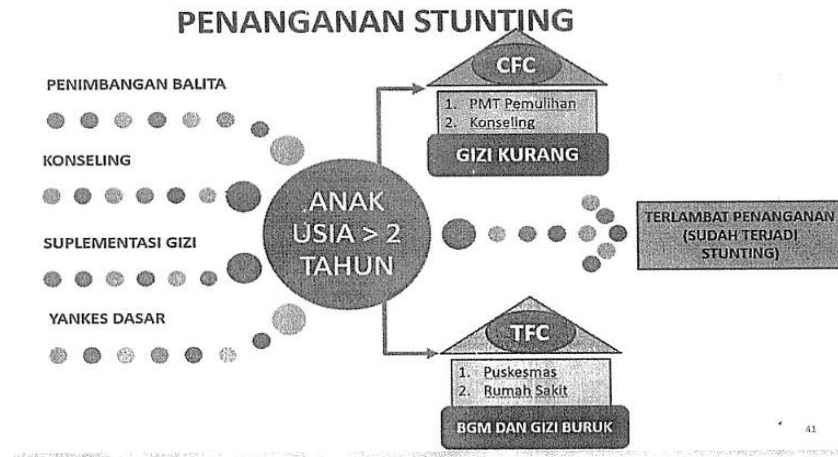 PENANGANAN STUNTING
PENIMBANGAN BALITA
KONSELING
SUPLEMENTASI GIZI
YANKES DASAR
ANAK
USIA > 2
TAHUN
CFC
1. PMT Pemulihan
2. Konseling
GIZI KURANG
TERLAMBAT PENANGANAN
(SUDAH TERJADI
STUNTING)
TFC
1. Puskesmas
2. Rumah Sakit
BGM DAN GIZI BURUK
41